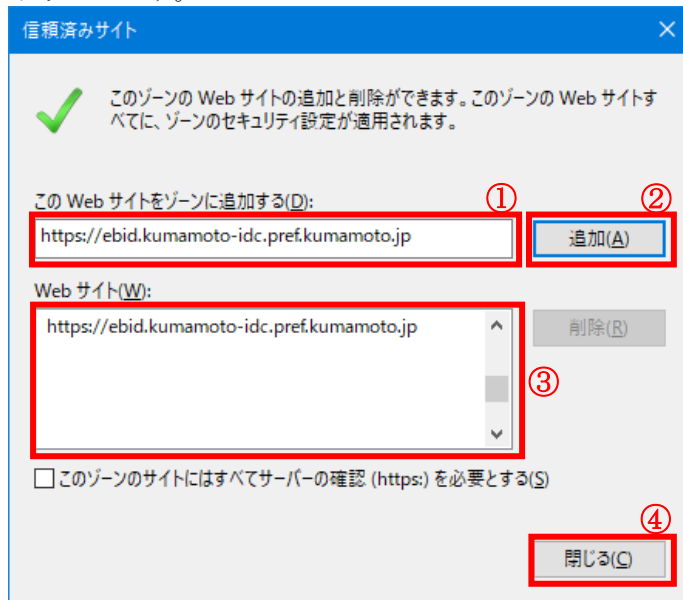 信頼済みサイト
このゾーンの Web サイトの追加と削除ができます。このゾーンの Web サイトす
べてに、ゾーンのセキュリティ設定が適用されます。
この Web サイトをゾーンに追加する(D): ① ②
https://ebid.kumamoto-idc.pref.kumamoto.jp 追加(A)
Web サイト(W):
https://ebid.kumamoto-idc.pref.kumamoto.jp 削除(R)
③
このゾーンのサイトにはすべてサーバーの確認 (https:) を必要とする(S)
④
閉じる(C)